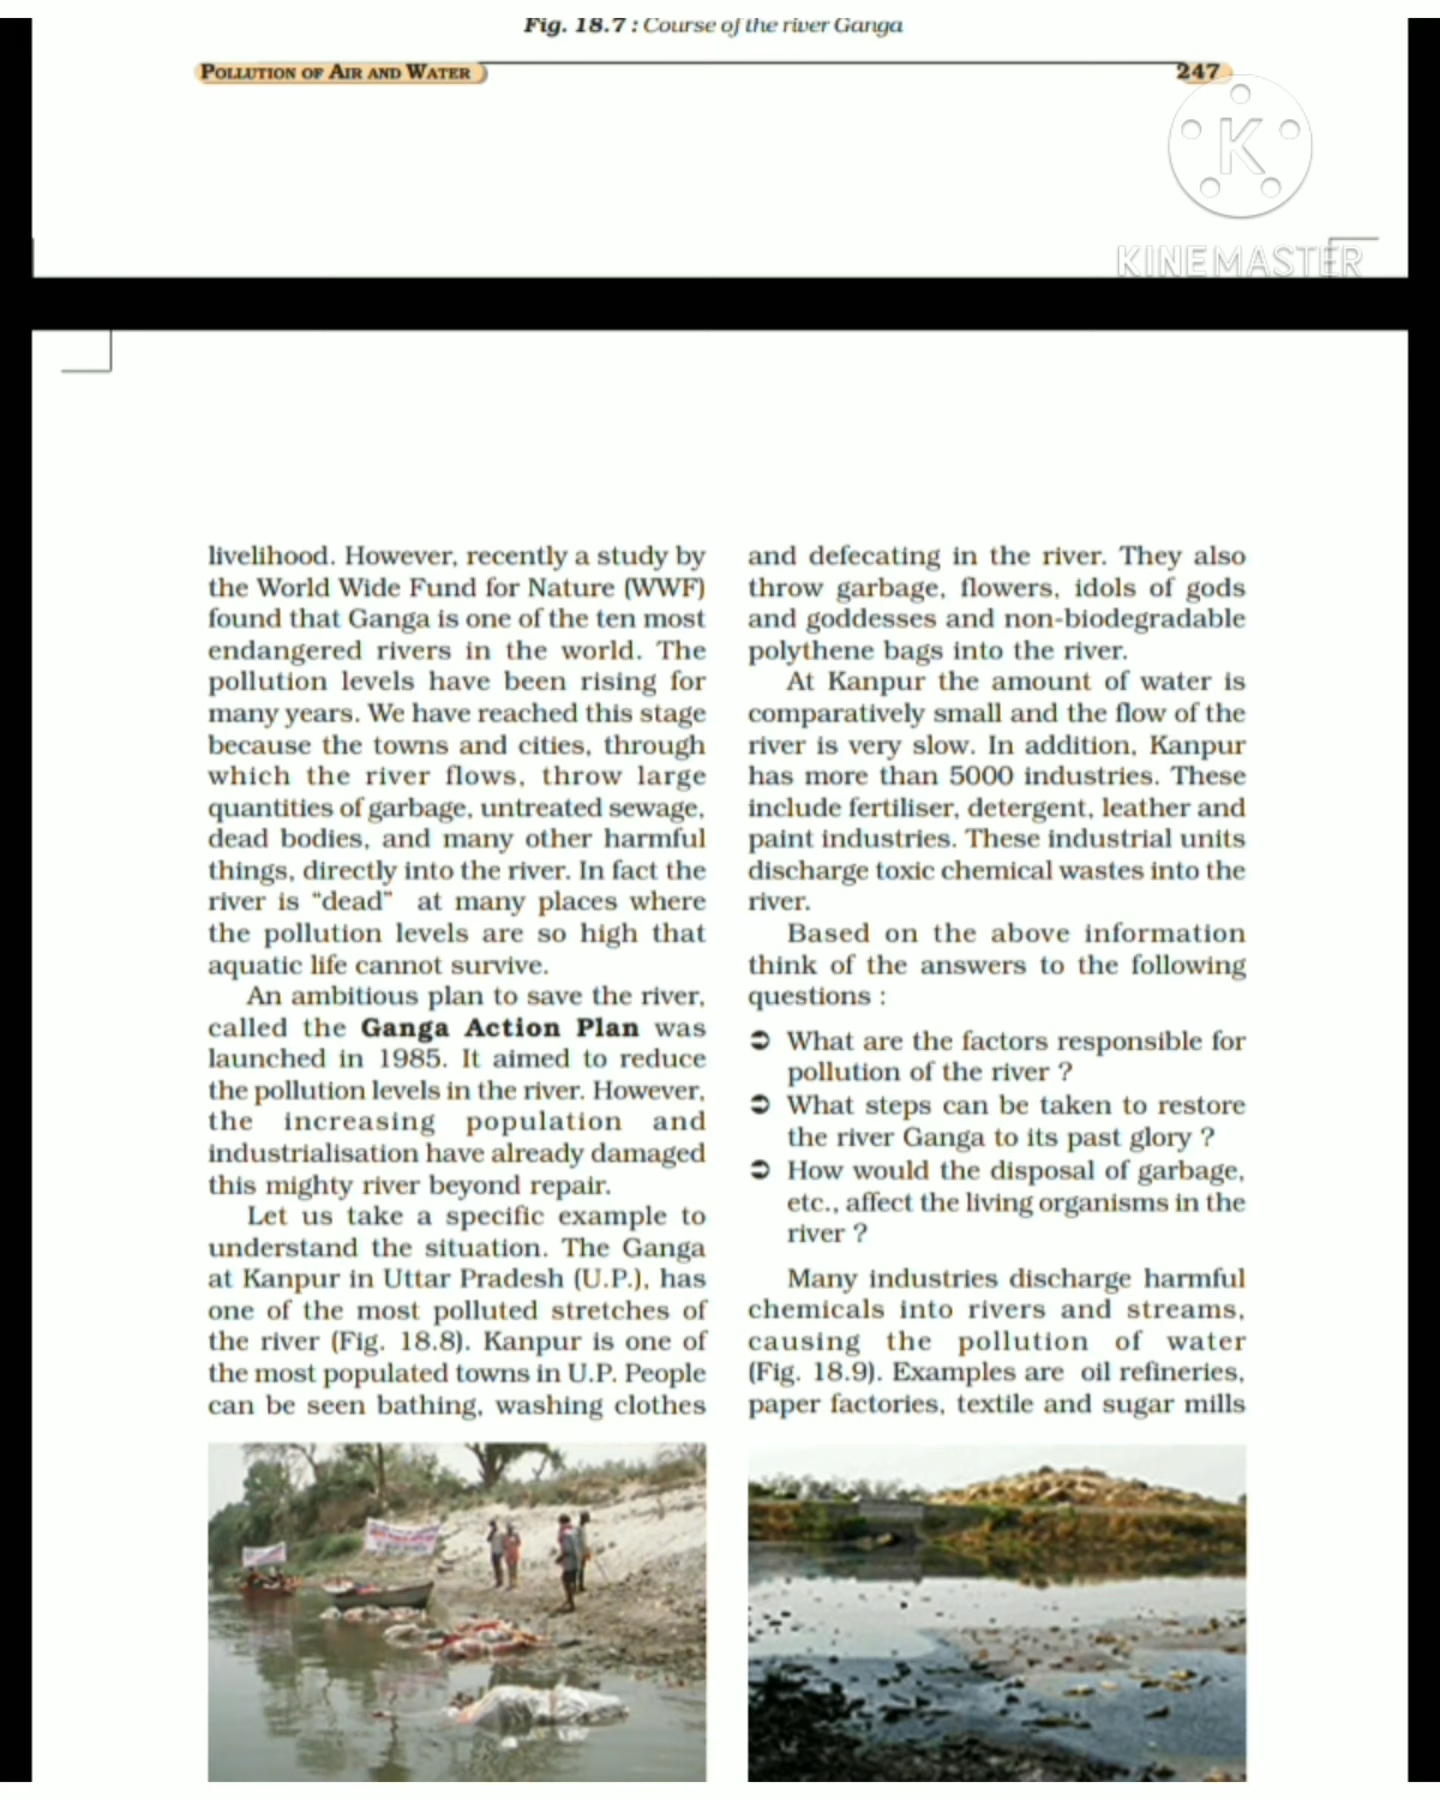 Fig. 18.7 : Course of the river Ganga
POLLUTION OF AIR AND WATER
247
K
KINEMASTER
livelihood. However, recently a study by
the World Wide Fund for Nature (WWF)
found that Ganga is one of the ten most
endangered rivers in the world. The
pollution levels have been rising for
many years. We have reached this stage
because the towns and cities, through
which the river flows, throw large
quantities of garbage, untreated sewage,
dead bodies, and many other harmful
things, directly into the river. In fact the
river is "dead" at many places where
the pollution levels are so high that
aquatic life cannot survive.
An ambitious plan to save the river,
called the Ganga Action Plan was
launched in 1985. It aimed to reduce
the pollution levels in the river. However,
the increasing population and
industrialisation have already damaged
this mighty river beyond repair.
Let us take a specific example to
understand the situation. The Ganga
at Kanpur in Uttar Pradesh (U.P.), has
one of the most polluted stretches of
the river (Fig. 18.8). Kanpur is one of
the most populated towns in U.P. People
can be seen bathing, washing clothes
and defecating in the river. They also
throw garbage, flowers, idols of gods
and goddesses and non-biodegradable
polythene bags into the river.
At Kanpur the amount of water is
comparatively small and the flow of the
river is very slow. In addition, Kanpur
has more than 5000 industries. These
include fertiliser, detergent, leather and
paint industries. These industrial units
discharge toxic chemical wastes into the
river.
Based on the above information
think of the answers to the following
questions :
➲ What are the factors responsible for
pollution of the river ?
➲ What steps can be taken to restore
the river Ganga to its past glory ?
➲ How would the disposal of garbage,
etc., affect the living organisms in the
river ?
Many industries discharge harmful
chemicals into rivers and streams,
causing the pollution of water
(Fig. 18.9). Examples are oil refineries,
paper factories, textile and sugar mills